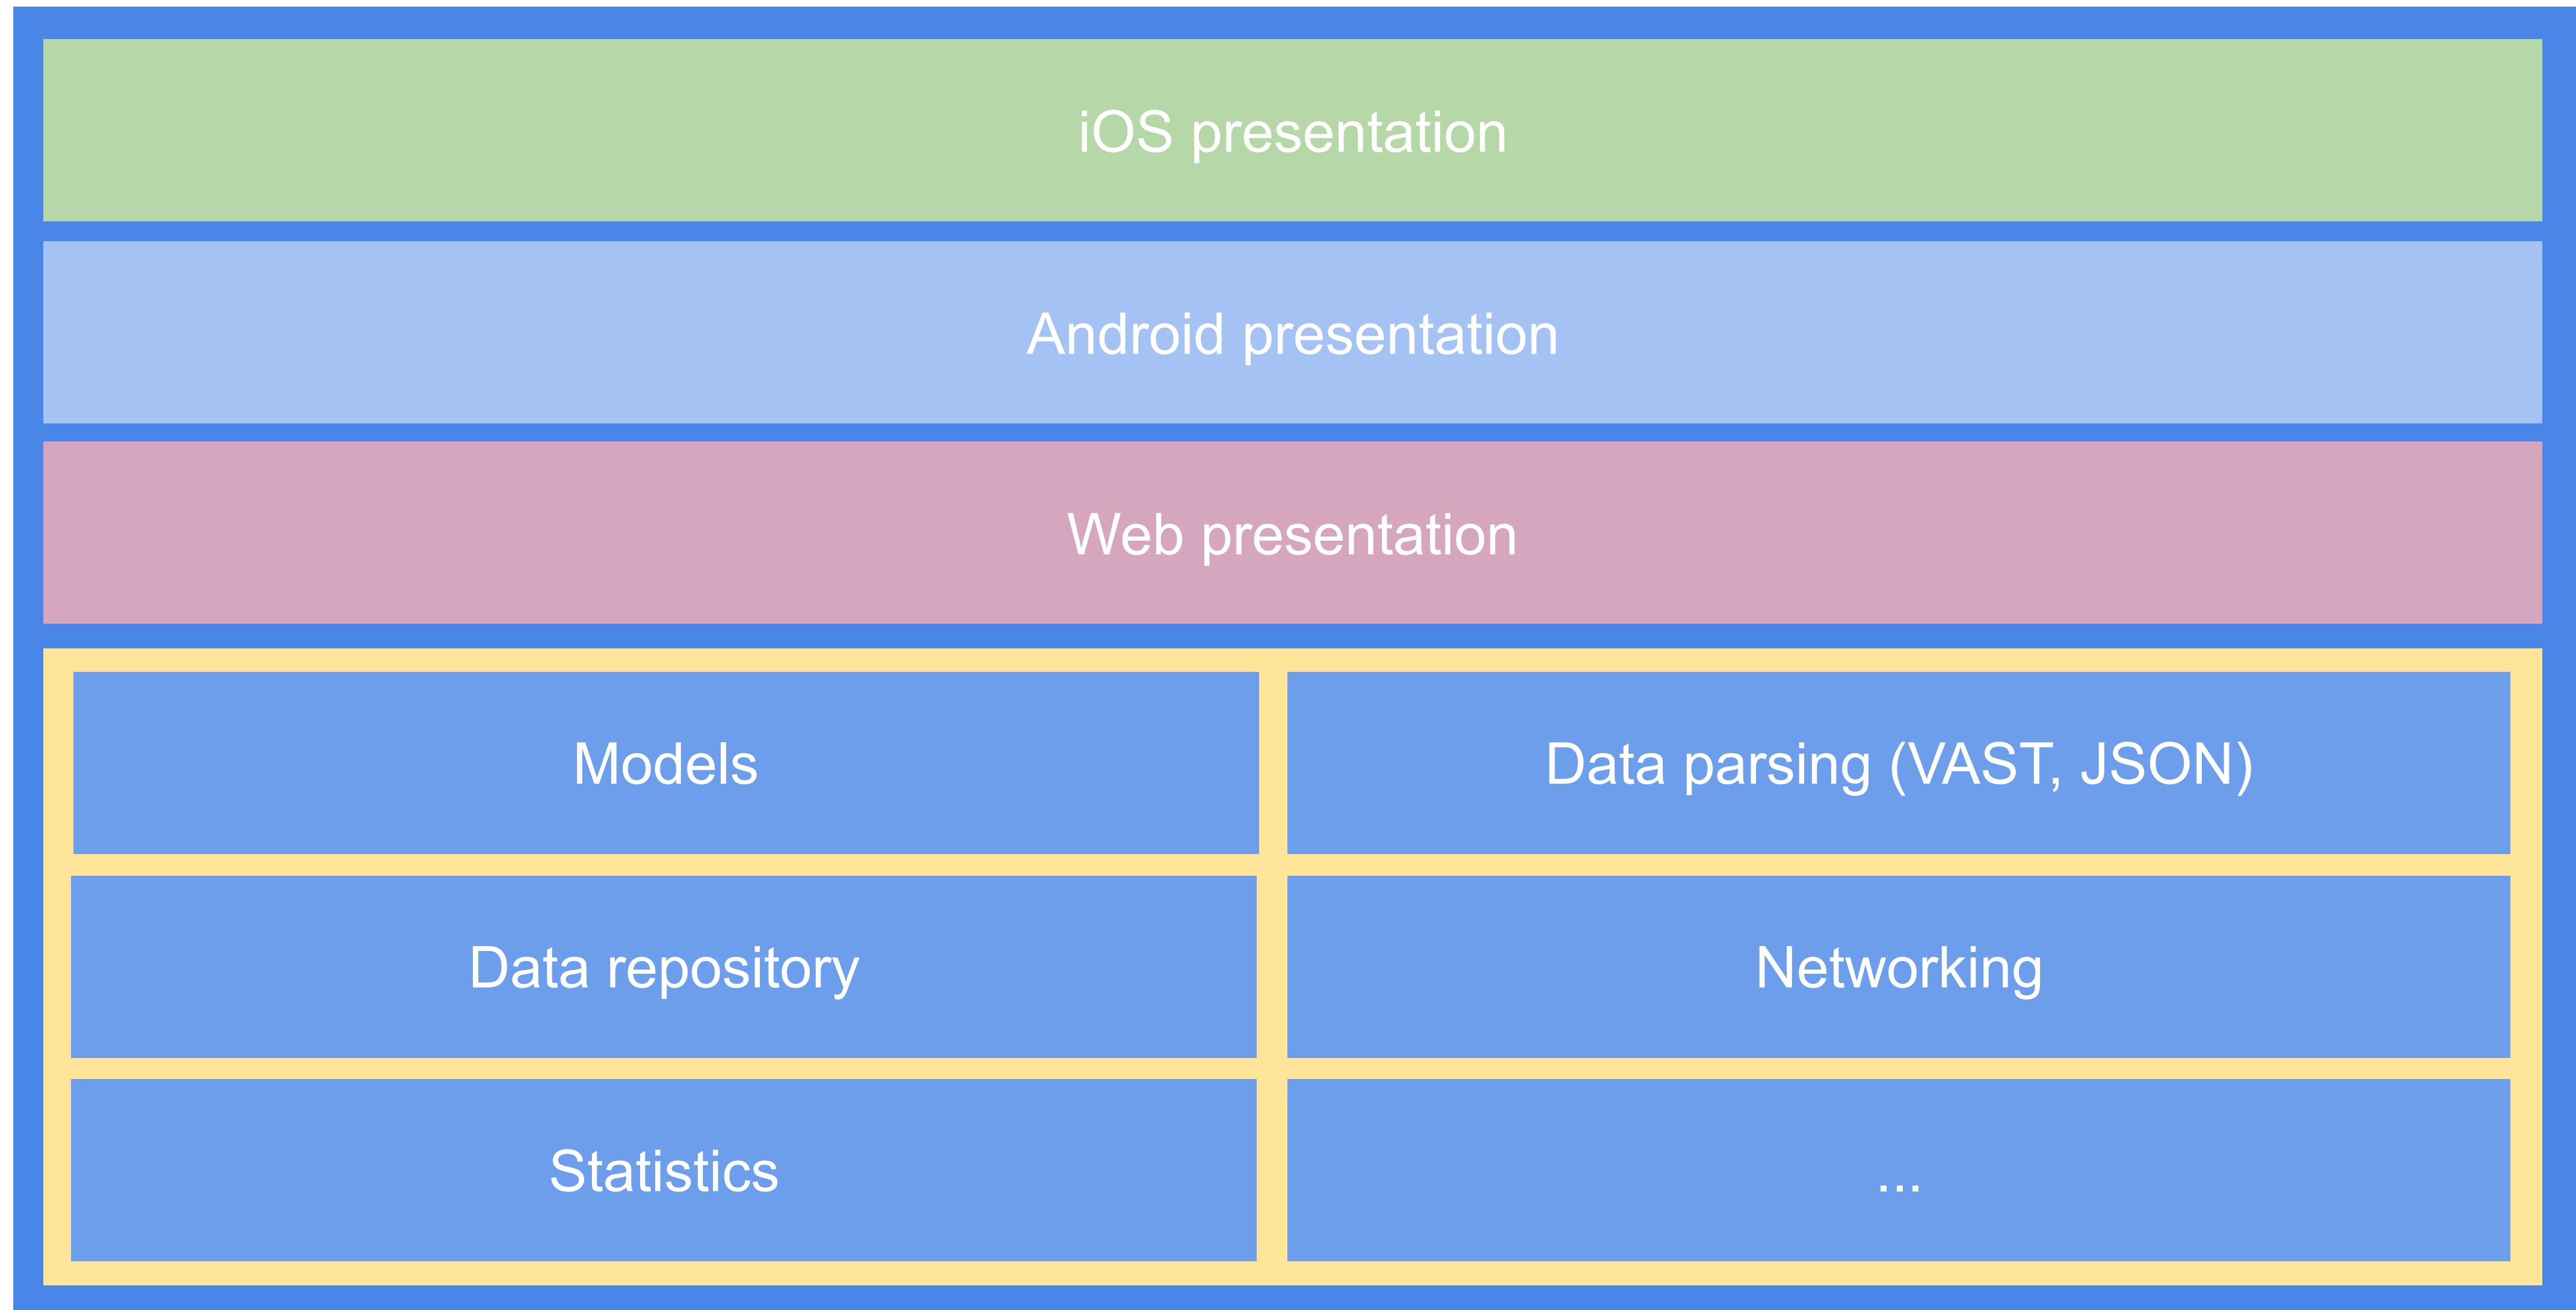 iOS presentation
Android presentation
Web presentation
Models
Data parsing (VAST, JSON)
Data repository
Networking
Statistics
...